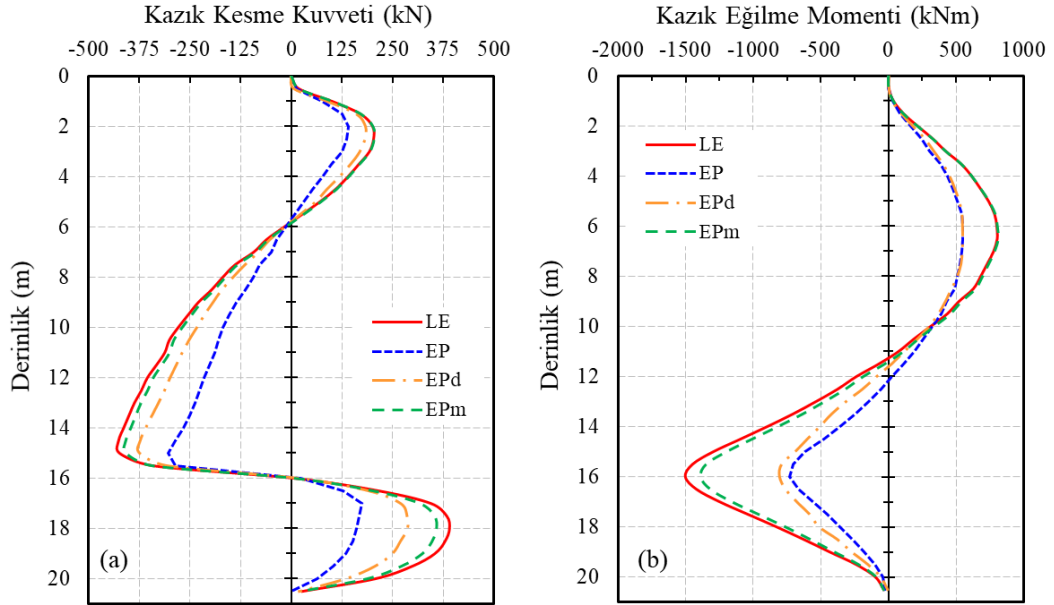 Kazık Kesme Kuvveti (kN)
-500 -375 -250 -125 0 125 250 375 500
Derinlik (m)
0
2
4
6
8
10
12
14
16
18
20
LE
EP
EPd
EPm
(a)
Kazık Eğilme Momenti (kNm)
-2000 -1500 -1000 -500 0 500 1000
Derinlik (m)
0
2
4
6
8
10
12
14
16
18
20
LE
EP
EPd
EPm
(b)